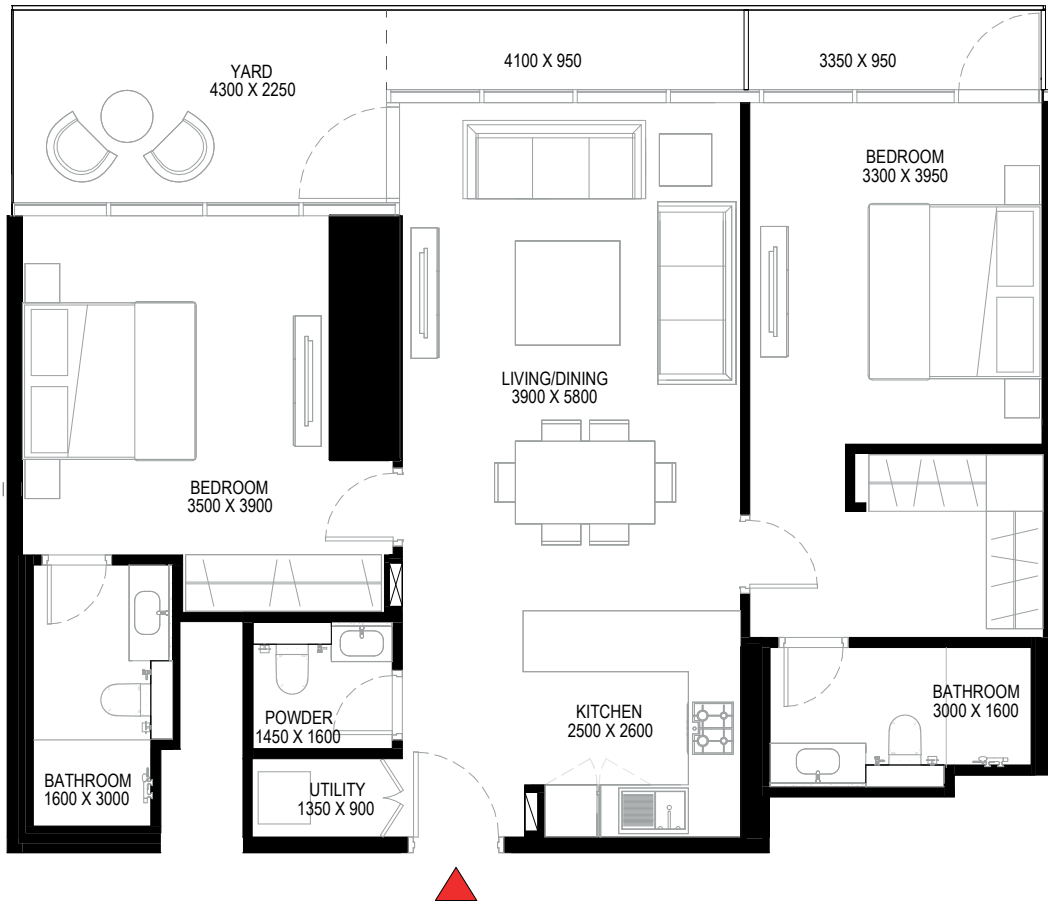 YARD
4300 X 2250
4100 X 950
3350 X 950
BEDROOM
3300 X 3950
LIVING/DINING
3900 X 5800
BEDROOM
3500 X 3900
KITCHEN
2500 X 2600
BATHROOM
3000 X 1600
POWDER
1450 X 1600
BATHROOM
1600 X 3000
UTILITY
1350 X 900